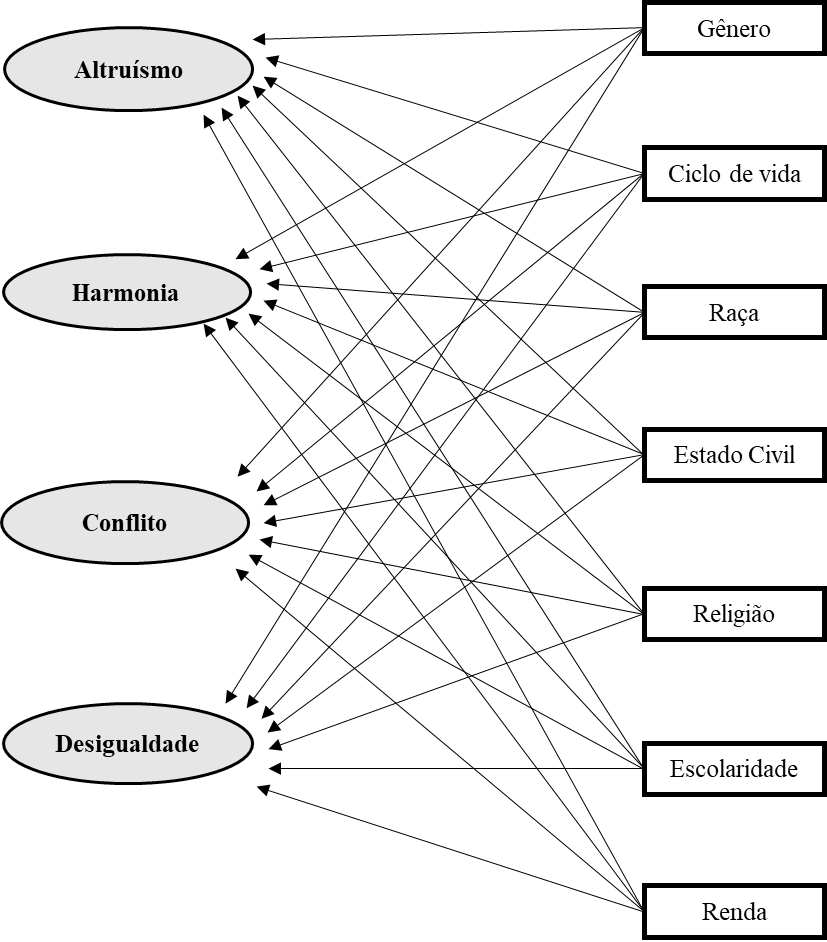 Gênero
Altruísmo
Ciclo de vida
Harmonia
Raça
Estado Civil
Conflito
Religião
Desigualdade
Escolaridade
Renda